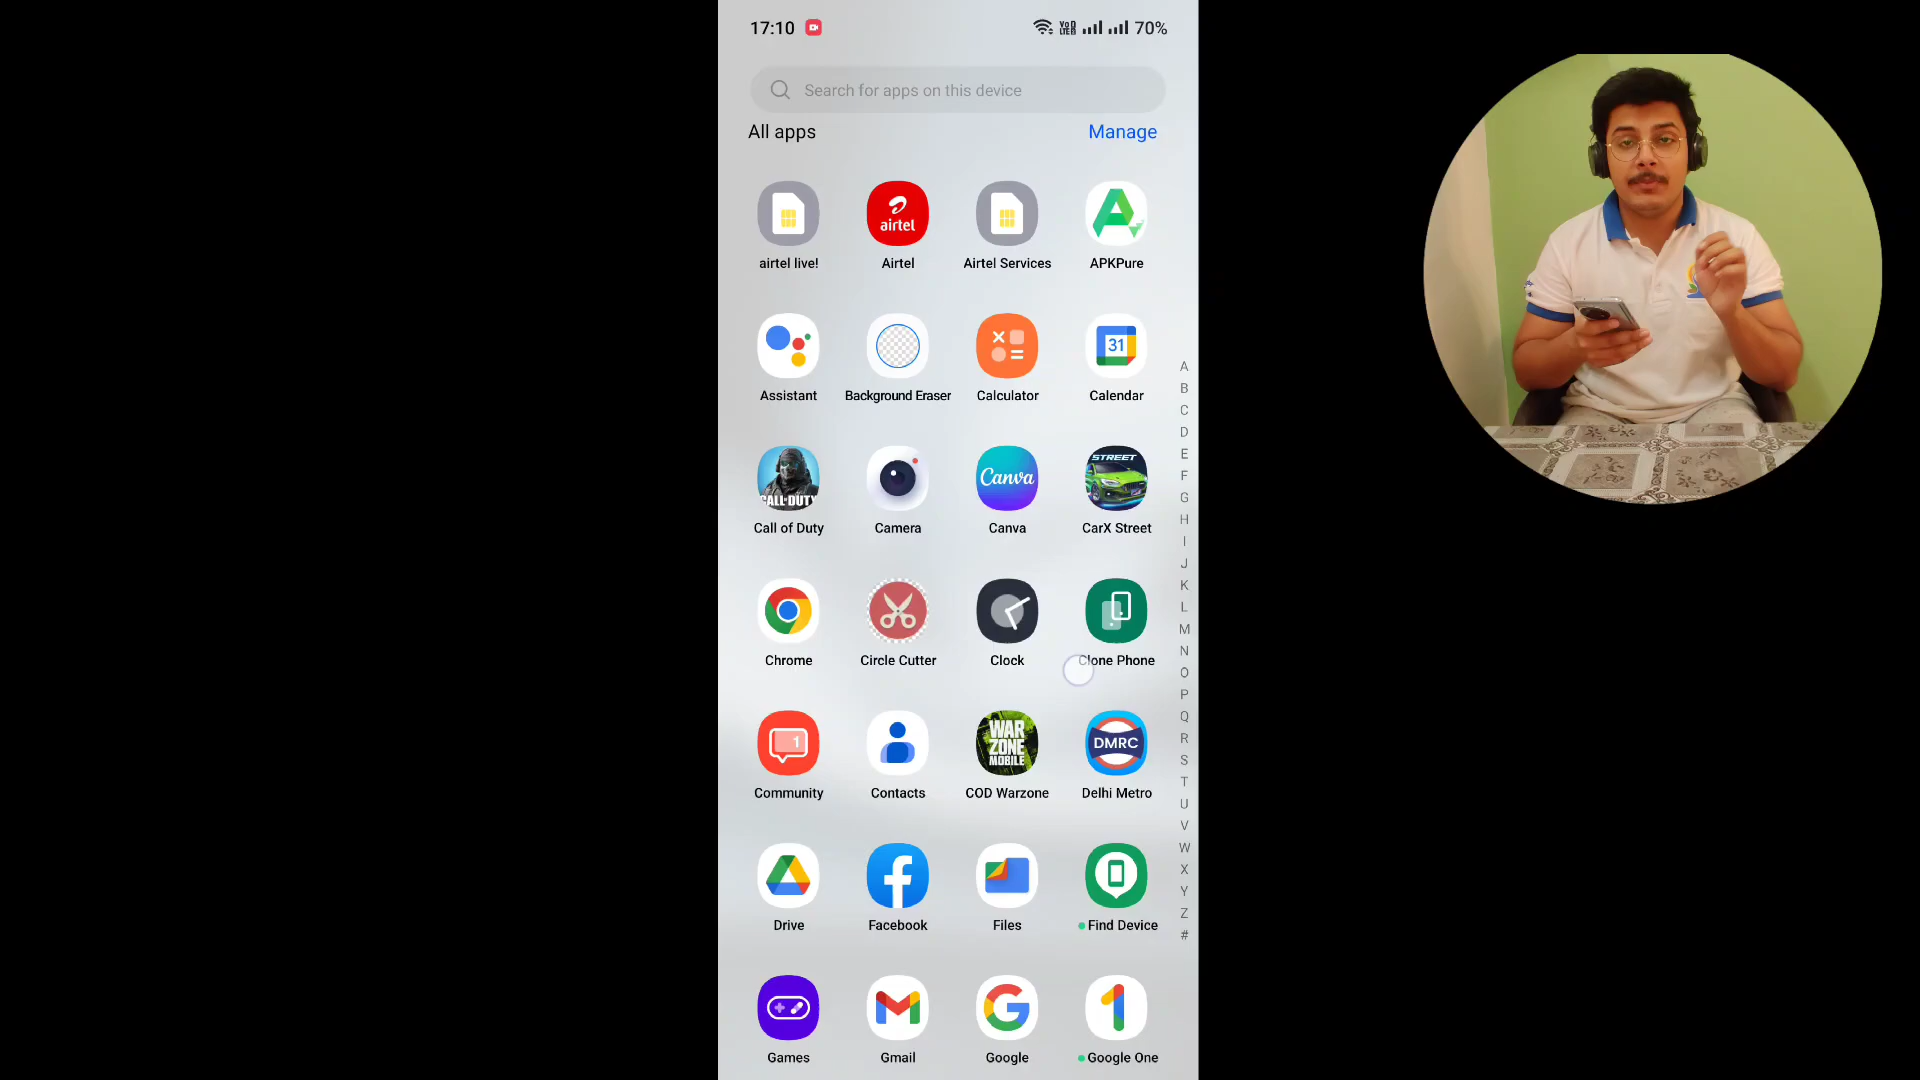 17:10 VoD LTE5 70%
Search for apps on this device
All apps Manage
airtel
airtel live! Airtel Airtel Services APKPure
31
Assistant Background Eraser Calculator Calendar
CALL·DUTY Canva STREET
Call of Duty Camera Canva CarX Street
Chrome Circle Cutter Clock Clone Phone
1 WAR ZONE MOBILE DMRC
Community Contacts COD Warzone Delhi Metro
Drive Facebook Files Find Device
Games Gmail Google Google One
A
B
C
D
E
F
G
H
I
J
K
L
M
N
O
P
Q
R
S
T
U
V
W
X
Y
Z
#